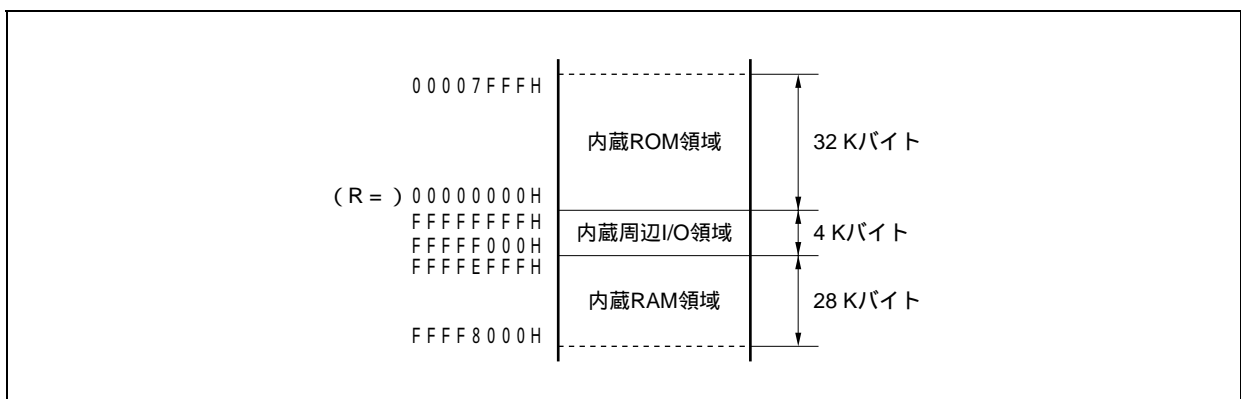 00007FFFH
内蔵ROM領域
32 Kバイト
(R = ) 00000000H
FFFFFFFFH
内蔵周辺I/O領域
4 Kバイト
FFFFF000H
FFFFEFFFH
内蔵RAM領域
28 Kバイト
FFFF8000H